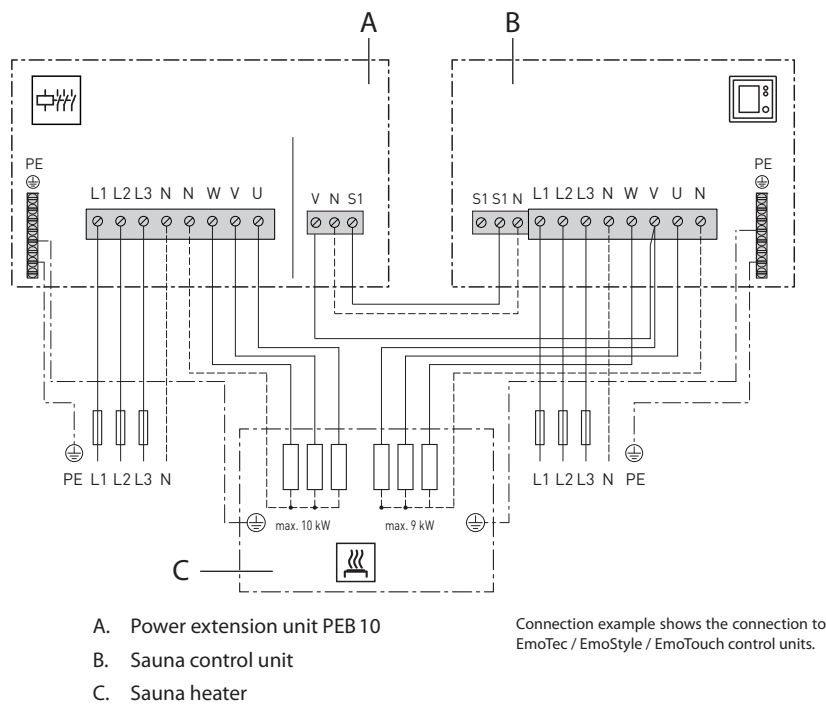 A B
PE PE
L1 L2 L3 N N W V U V N S1 S1 S1 N L1 L2 L3 N W V U N
PE L1 L2 L3 N L1 L2 L3 N PE
max. 10 kW max. 9 kW
C
A. Power extension unit PEB 10
B. Sauna control unit
C. Sauna heater
Connection example shows the connection to
EmoTec / EmoStyle / EmoTouch control units.